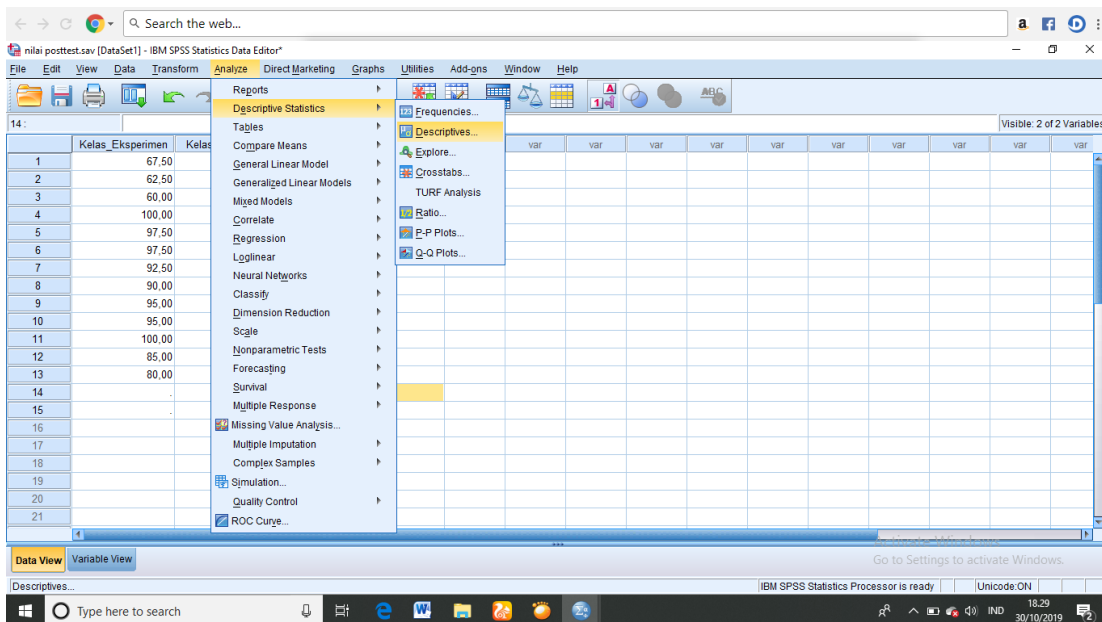 Search the web...
nilai posttest.sav [DataSet1] - IBM SPSS Statistics Data Editor*
File Edit View Data Transform Analyze Direct Marketing Graphs Utilities Add-ons Window Help
14 :
Visible: 2 of 2 Variables
Kelas_Eksperimen Kelas var var var var var var var var var var
1 67,50
2 62,50
3 60,00
4 100,00
5 97,50
6 97,50
7 92,50
8 90,00
9 95,00
10 95,00
11 100,00
12 85,00
13 80,00
14 .
15 .
16
17
18
19
20
21
Reports
Descriptive Statistics
Tables
Compare Means
General Linear Model
Generalized Linear Models
Mixed Models
Correlate
Regression
Loglinear
Neural Networks
Classify
Dimension Reduction
Scale
Nonparametric Tests
Forecasting
Survival
Multiple Response
Missing Value Analysis...
Multiple Imputation
Complex Samples
Simulation...
Quality Control
ROC Curve...
Frequencies...
Descriptives...
Explore...
Crosstabs...
TURF Analysis
Ratio...
P-P Plots...
Q-Q Plots...
Data View Variable View
Activate Windows
Go to Settings to activate Windows.
Descriptives...
IBM SPSS Statistics Processor is ready Unicode:ON
Type here to search
IND
18.29
30/10/2019